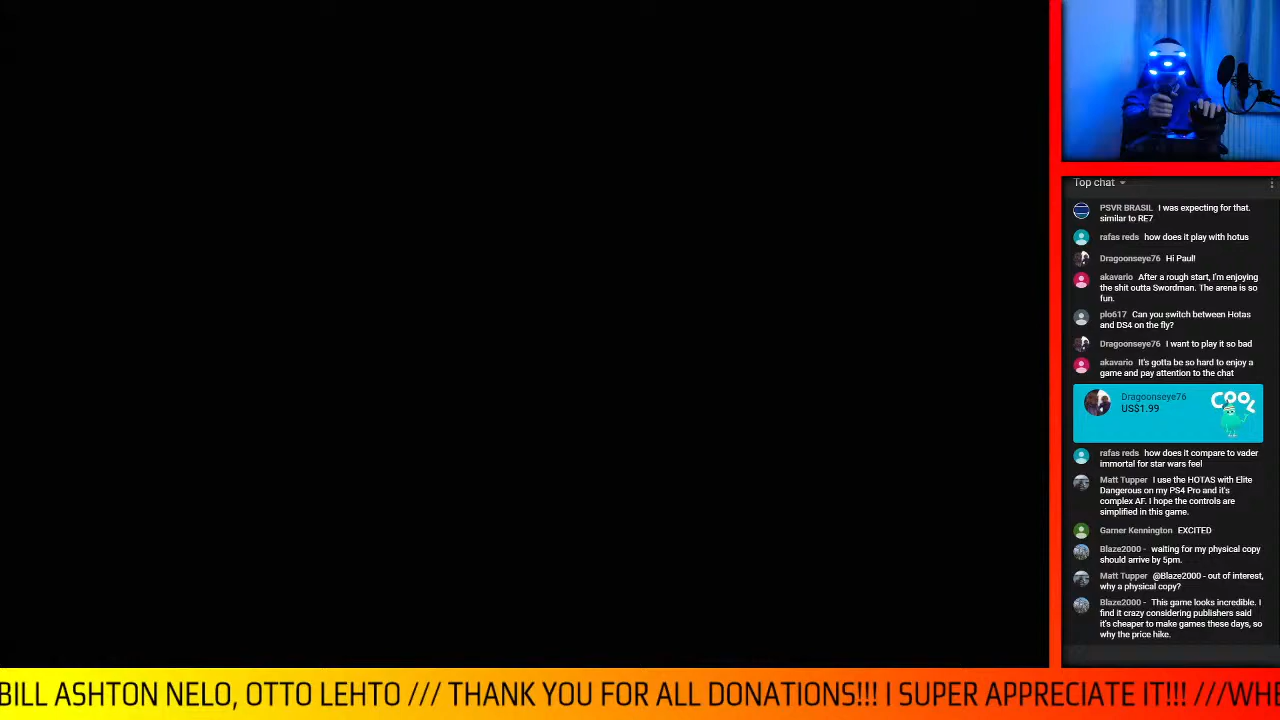 Top chat
PSVR BRASIL I was expecting for that.
similar to RE7
rafas reds how does it play with hotus
Dragoonseye76 Hi Paul!
akavario After a rough start, I'm enjoying
the shit outta Swordman. The arena is so
fun.
plo617 Can you switch between Hotas
and DS4 on the fly?
Dragoonseye76 I want to play it so bad
akavario It's gotta be so hard to enjoy a
game and pay attention to the chat
Dragoonseye76
US$1.99
COOL
rafas reds how does it compare to vader
immortal for star wars feel
Matt Tupper I use the HOTAS with Elite
Dangerous on my PS4 Pro and it's
complex AF. I hope the controls are
simplified in this game.
Garner Kennington EXCITED
Blaze2000 - waiting for my physical copy
should arrive by 5pm.
Matt Tupper @Blaze2000 - out of interest,
why a physical copy?
Blaze2000 - This game looks incredible. I
find it crazy considering publishers said
it's cheaper to make games these days, so
why the price hike.
BILL ASHTON NELO, OTTO LEHTO /// THANK YOU FOR ALL DONATIONS!!! I SUPER APPRECIATE IT!!! ///WHE